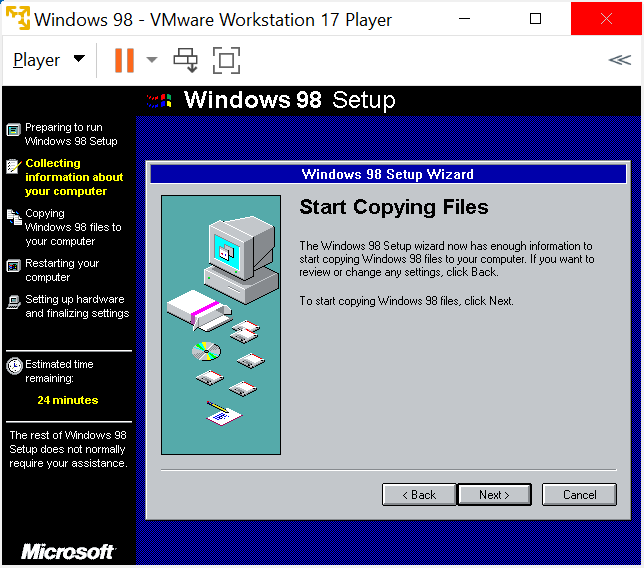 Windows 98 - VMware Workstation 17 Player
Player
Windows 98 Setup
Preparing to run
Windows 98 Setup
Collecting
information about
your computer
Copying
Windows 98 files to
your computer
Restarting your
computer
Setting up hardware
and finalizing settings
Estimated time
remaining:
24 minutes
The rest of Windows 98
Setup does not normally
require your assistance.
Microsoft
Windows 98 Setup Wizard
Start Copying Files
The Windows 98 Setup wizard now has enough information to
start copying Windows 98 files to your computer. If you want to
review or change any settings, click Back.
To start copying Windows 98 files, click Next.
< Back
Next >
Cancel